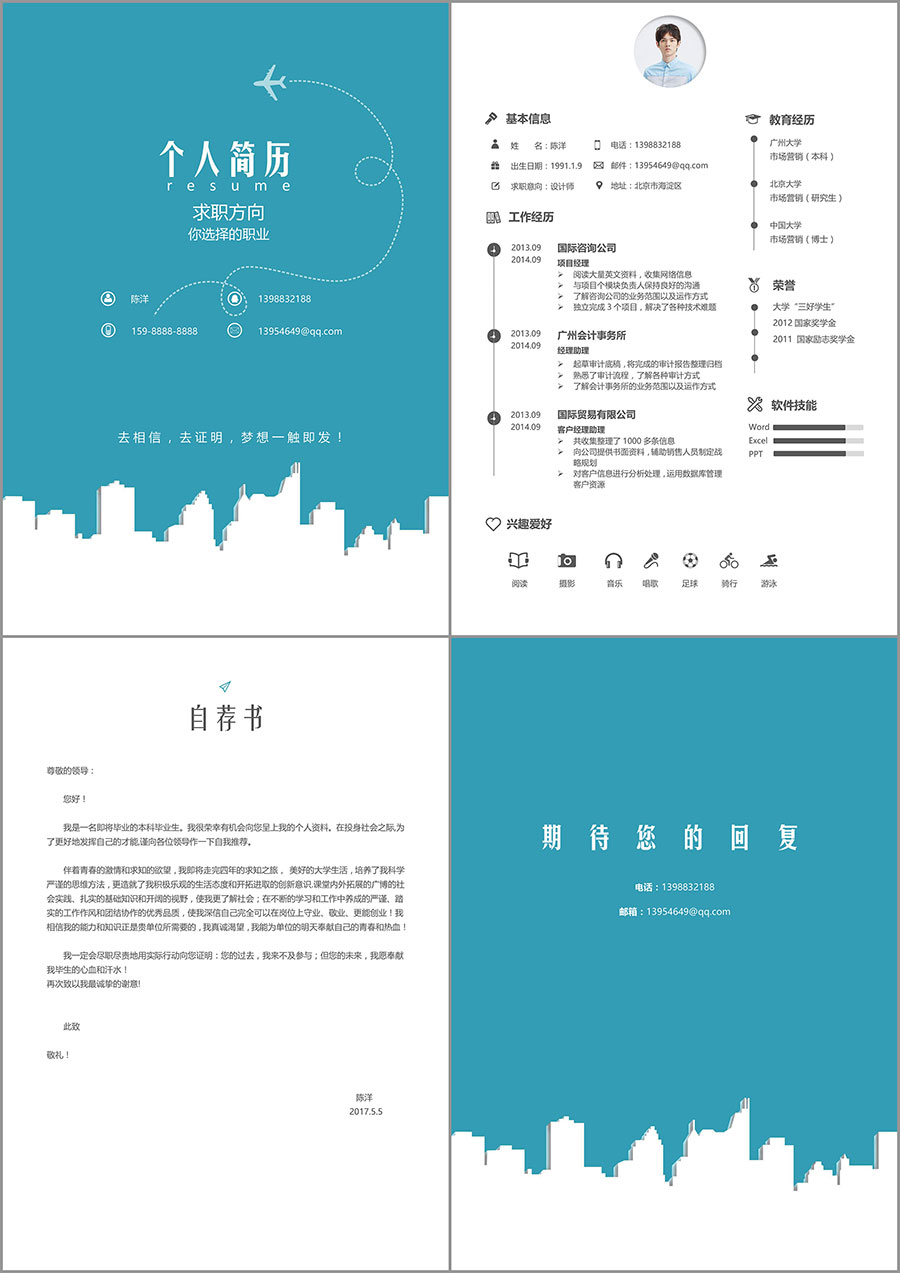 个人简历
resume
求职方向
你选择的职业
陈洋
1398832188
159-8888-8888
13954649@qq.com
去相信，去证明，梦想一触即发！
基本信息
姓　　名：陈洋
电话：1398832188
出生日期：1991.1.9
邮件：13954649@qq.com
求职意向：设计师
地址：北京市海淀区
工作经历
2013.09
2014.09
国际咨询公司
项目经理
➢ 阅读大量英文资料，收集网络信息
➢ 与项目个模块负责人保持良好的沟通
➢ 了解咨询公司的业务范围以及运作方式
➢ 独立完成 3 个项目，解决了各种技术难题
2013.09
2014.09
广州会计事务所
经理助理
➢ 起草审计底稿，将完成的审计报告整理归档
➢ 熟悉了审计流程，了解各种审计方式
➢ 了解会计事务所的业务范围以及运作方式
2013.09
2014.09
国际贸易有限公司
客户经理助理
➢ 共收集整理了 1000 多条信息
➢ 向公司提供书面资料，辅助销售人员制定战
略规划
➢ 对客户信息进行分析处理，运用数据库管理
客户资源
兴趣爱好
阅读 摄影 音乐 唱歌 足球 骑行 游泳
教育经历
广州大学
市场营销（本科）
北京大学
市场营销（研究生）
中国大学
市场营销（博士）
荣誉
大学“三好学生”
2012 国家奖学金
2011 国家励志奖学金
软件技能
Word
Excel
PPT
自荐书
尊敬的领导：
您好！
我是一名即将毕业的本科毕业生。我很荣幸有机会向您呈上我的个人资料。在投身社会之际,为
了更好地发挥自己的才能,谨向各位领导作一下自我推荐。
伴着青春的激情和求知的欲望，我即将走完四年的求知之旅， 美好的大学生活，培养了我科学
严谨的思维方法，更造就了我积极乐观的生活态度和开拓进取的创新意识.课堂内外拓展的广博的社
会实践、扎实的基础知识和开阔的视野，使我更了解社会；在不断的学习和工作中养成的严谨、踏
实的工作作风和团结协作的优秀品质，使我深信自己完全可以在岗位上守业、敬业、更能创业！我
相信我的能力和知识正是贵单位所需要的，我真诚渴望，我能为单位的明天奉献自己的青春和热血！
我一定会尽职尽责地用实际行动向您证明：您的过去，我来不及参与；但您的未来，我愿奉献
我毕生的心血和汗水！
再次致以我最诚挚的谢意!
此致
敬礼！
陈洋
2017.5.5
期待您的回复
电话：1398832188
邮箱：13954649@qq.com